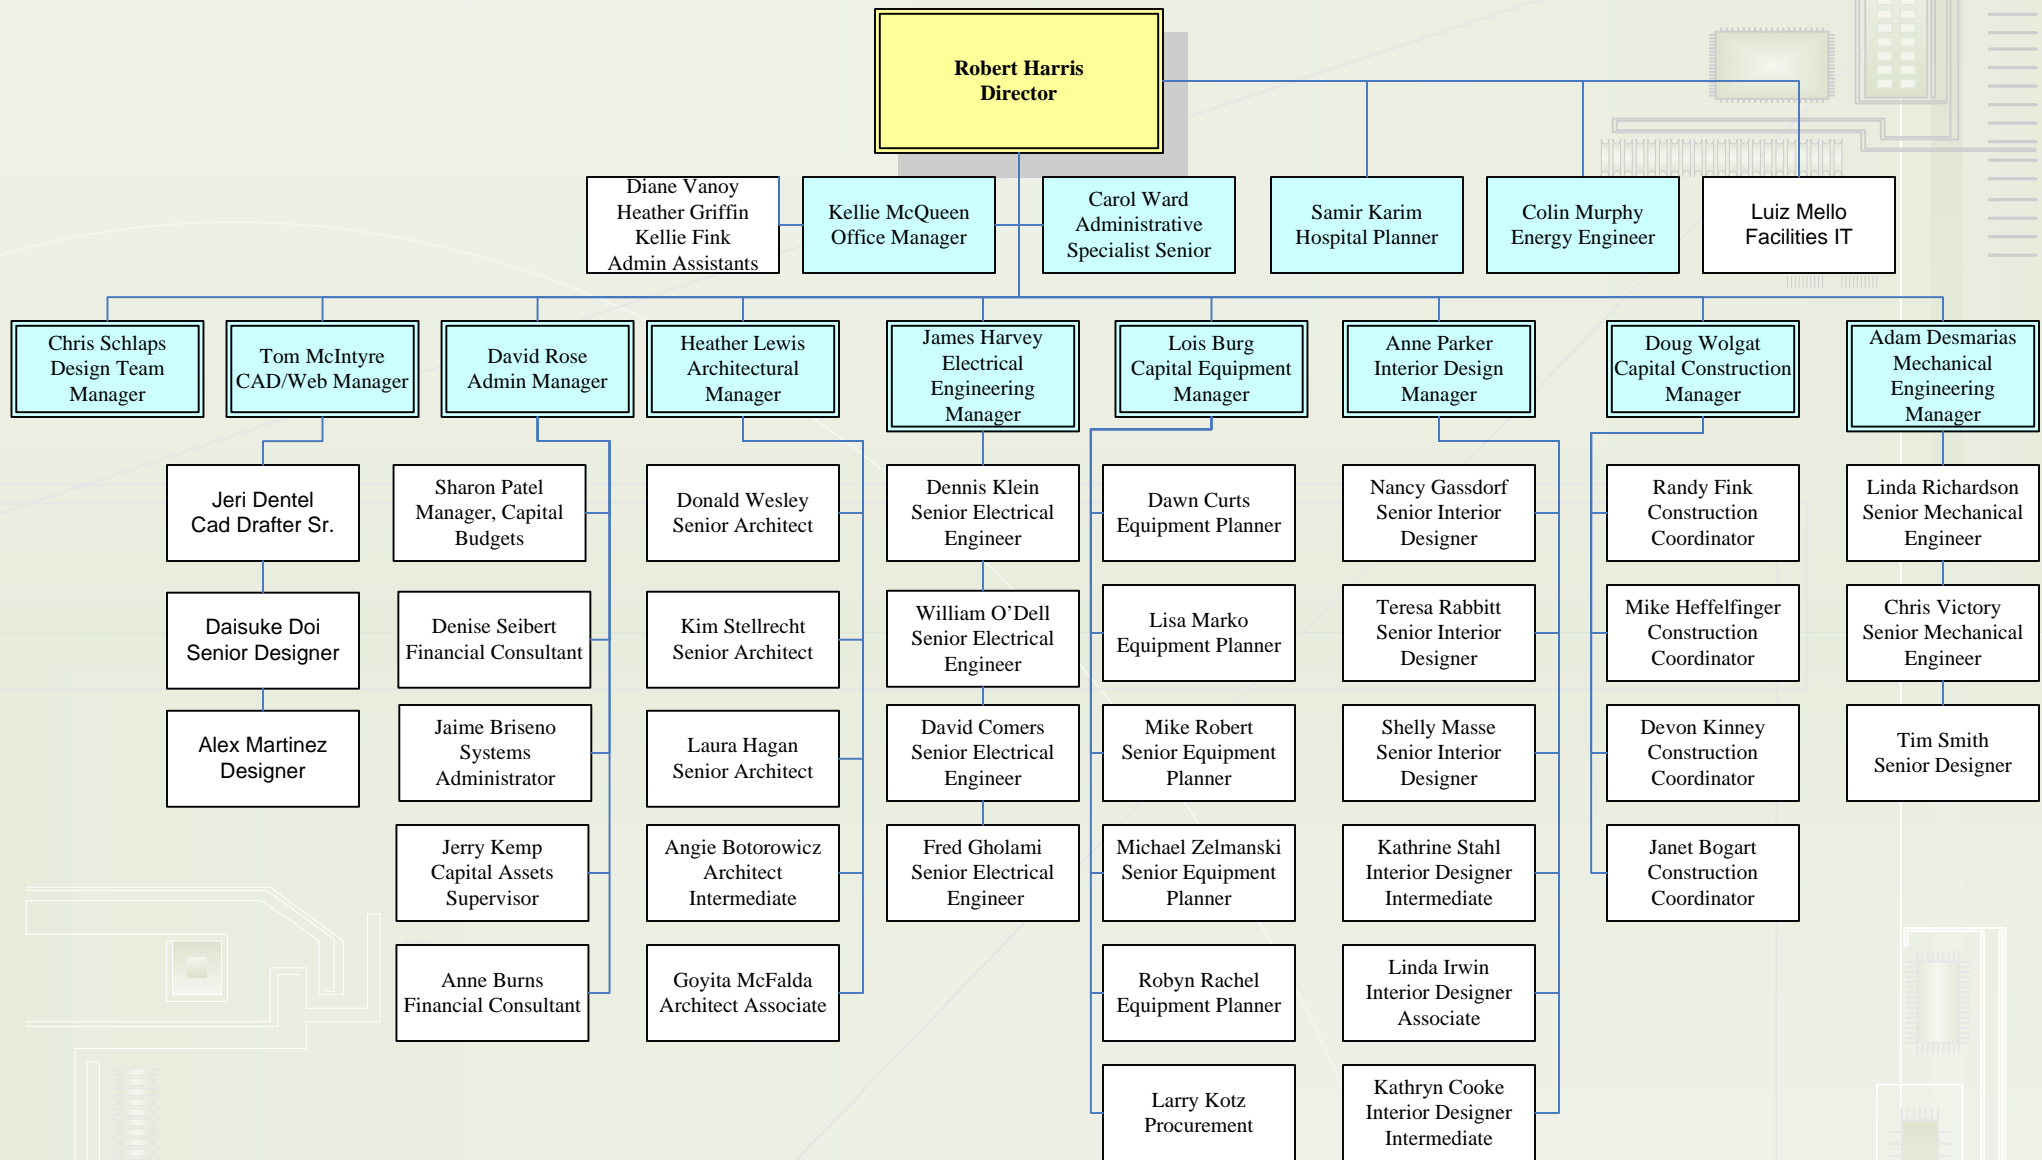 Robert Harris
Director
Diane Vanoy
Heather Griffin
Kellie Fink
Admin Assistants
Kellie McQueen
Office Manager
Carol Ward
Administrative
Specialist Senior
Samir Karim
Hospital Planner
Colin Murphy
Energy Engineer
Luiz Mello
Facilities IT
Chris Schlaps
Design Team
Manager
Tom McIntyre
CAD/Web Manager
David Rose
Admin Manager
Heather Lewis
Architectural
Manager
James Harvey
Electrical
Engineering
Manager
Lois Burg
Capital Equipment
Manager
Anne Parker
Interior Design
Manager
Doug Wolgat
Capital Construction
Manager
Adam Desmarias
Mechanical
Engineering
Manager
Jeri Dentel
Cad Drafter Sr.
Daisuke Doi
Senior Designer
Alex Martinez
Designer
Sharon Patel
Manager, Capital
Budgets
Denise Seibert
Financial Consultant
Jaime Briseno
Systems
Administrator
Jerry Kemp
Capital Assets
Supervisor
Anne Burns
Financial Consultant
Donald Wesley
Senior Architect
Kim Stellrecht
Senior Architect
Laura Hagan
Senior Architect
Angie Botorowicz
Architect
Intermediate
Goyita McFalda
Architect Associate
Dennis Klein
Senior Electrical
Engineer
William O’Dell
Senior Electrical
Engineer
David Comers
Senior Electrical
Engineer
Fred Gholami
Senior Electrical
Engineer
Dawn Curts
Equipment Planner
Lisa Marko
Equipment Planner
Mike Robert
Senior Equipment
Planner
Michael Zelmanski
Senior Equipment
Planner
Robyn Rachel
Equipment Planner
Larry Kotz
Procurement
Nancy Gassdorf
Senior Interior
Designer
Teresa Rabbitt
Senior Interior
Designer
Shelly Masse
Senior Interior
Designer
Kathrine Stahl
Interior Designer
Intermediate
Linda Irwin
Interior Designer
Associate
Kathryn Cooke
Interior Designer
Intermediate
Randy Fink
Construction
Coordinator
Mike Heffelfinger
Construction
Coordinator
Devon Kinney
Construction
Coordinator
Janet Bogart
Construction
Coordinator
Linda Richardson
Senior Mechanical
Engineer
Chris Victory
Senior Mechanical
Engineer
Tim Smith
Senior Designer